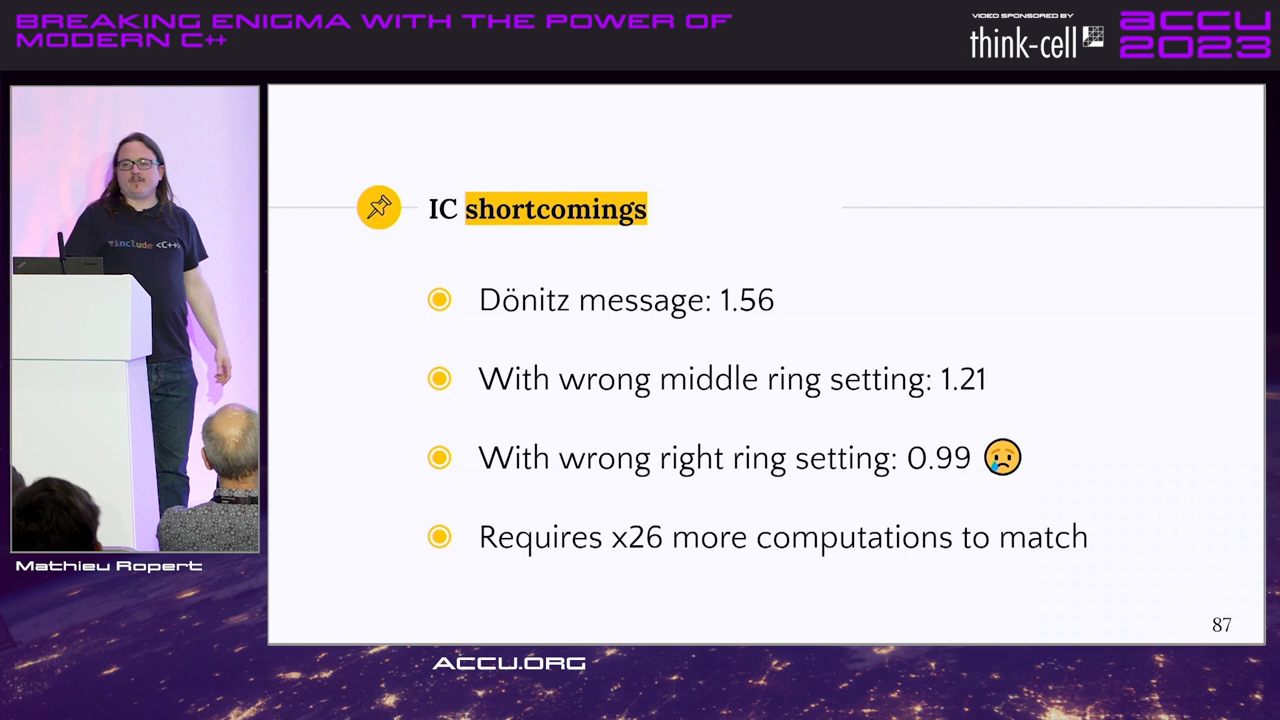 BREAKING ENIGMA WITH THE POWER OF
MODERN C++
VIDEO SPONSORED BY
think-cell
ACCU
2023
#include <C++>
IC shortcomings
Dönitz message: 1.56
With wrong middle ring setting: 1.21
With wrong right ring setting: 0.99 😢
Requires x26 more computations to match
87
Mathieu Ropert
ACCU.ORG